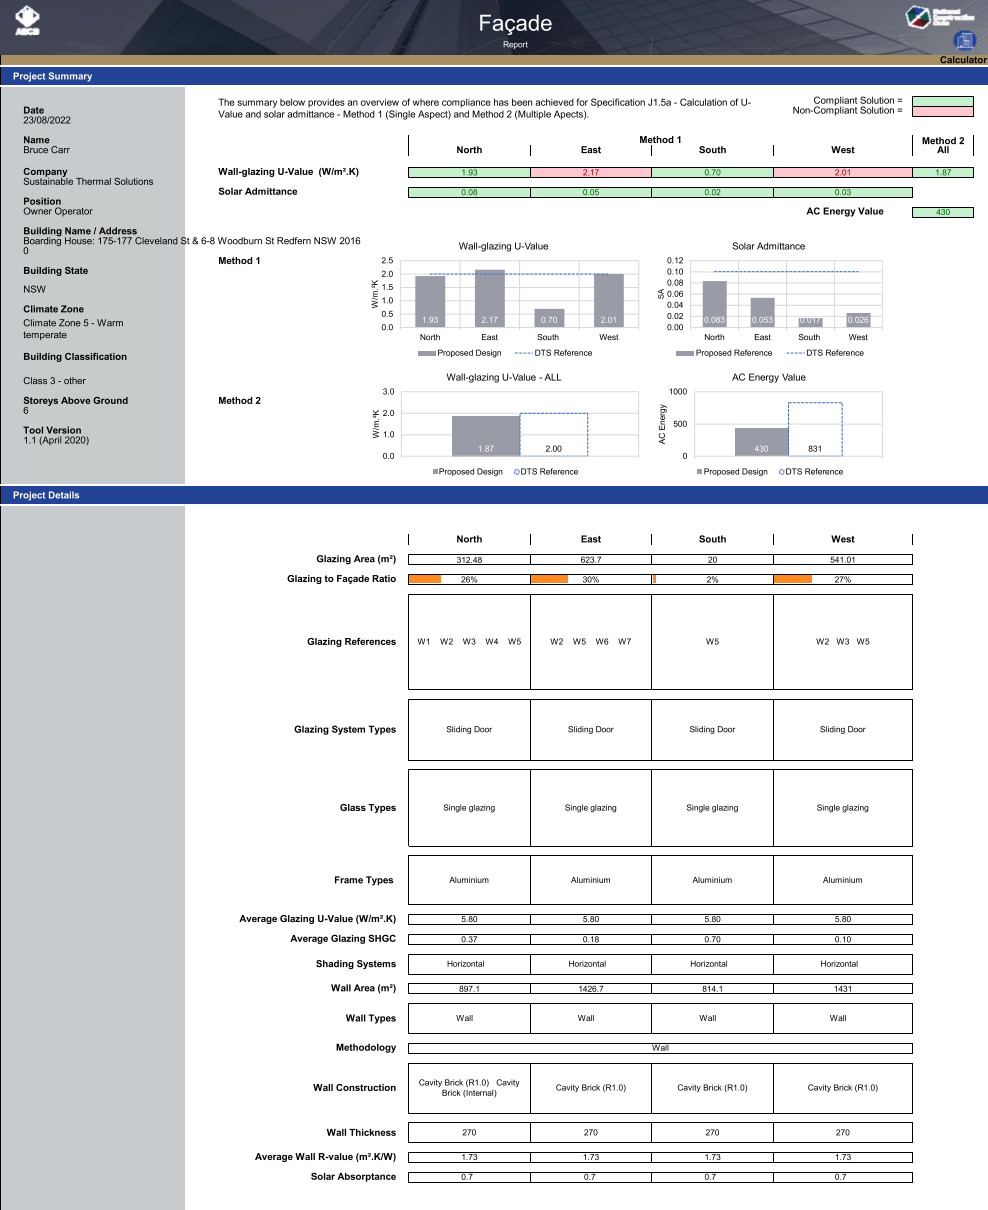 ABCB
Façade
Report
National
Construction
Code
Calculator
Project Summary
Date
23/08/2022
Name
Bruce Carr
Company
Sustainable Thermal Solutions
Position
Owner Operator
Building Name / Address
Boarding House: 175-177 Cleveland St & 6-8 Woodburn St Redfern NSW 2016
0
Building State
NSW
Climate Zone
Climate Zone 5 - Warm
temperate
Building Classification
Class 3 - other
Storeys Above Ground
6
Tool Version
1.1 (April 2020)
The summary below provides an overview of where compliance has been achieved for Specification J1.5a - Calculation of U-
Value and solar admittance - Method 1 (Single Aspect) and Method 2 (Multiple Apects).
Compliant Solution =
Non-Compliant Solution =
Method 1
Method 2
North East South West All
Wall-glazing U-Value (W/m².K) 1.93 2.17 0.70 2.01 1.87
Solar Admittance 0.08 0.05 0.02 0.03
AC Energy Value 430
Method 1
Wall-glazing U-Value
W/m.²K
2.5
2.0
1.5
1.0
0.5
0.0
1.93 2.17 0.70 2.01
North East South West
Proposed Design DTS Reference
Solar Admittance
SA
0.12
0.10
0.08
0.06
0.04
0.02
0.00
0.083 0.053 0.017 0.026
North East South West
Proposed Reference DTS Reference
Method 2
Wall-glazing U-Value - ALL
W/m.²K
3.0
2.0
1.0
0.0
1.87 2.00
Proposed Design DTS Reference
AC Energy Value
AC Energy
1000
500
0
430 831
Proposed Design DTS Reference
Project Details
North East South West
Glazing Area (m²) 312.48 623.7 20 541.01
Glazing to Façade Ratio 26% 30% 2% 27%
Glazing References W1 W2 W3 W4 W5 W2 W5 W6 W7 W5 W2 W3 W5
Glazing System Types Sliding Door Sliding Door Sliding Door Sliding Door
Glass Types Single glazing Single glazing Single glazing Single glazing
Frame Types Aluminium Aluminium Aluminium Aluminium
Average Glazing U-Value (W/m².K) 5.80 5.80 5.80 5.80
Average Glazing SHGC 0.37 0.18 0.70 0.10
Shading Systems Horizontal Horizontal Horizontal Horizontal
Wall Area (m²) 897.1 1426.7 814.1 1431
Wall Types Wall Wall Wall Wall
Methodology Wall
Wall Construction Cavity Brick (R1.0) Cavity Brick (Internal) Cavity Brick (R1.0) Cavity Brick (R1.0) Cavity Brick (R1.0)
Wall Thickness 270 270 270 270
Average Wall R-value (m².K/W) 1.73 1.73 1.73 1.73
Solar Absorptance 0.7 0.7 0.7 0.7